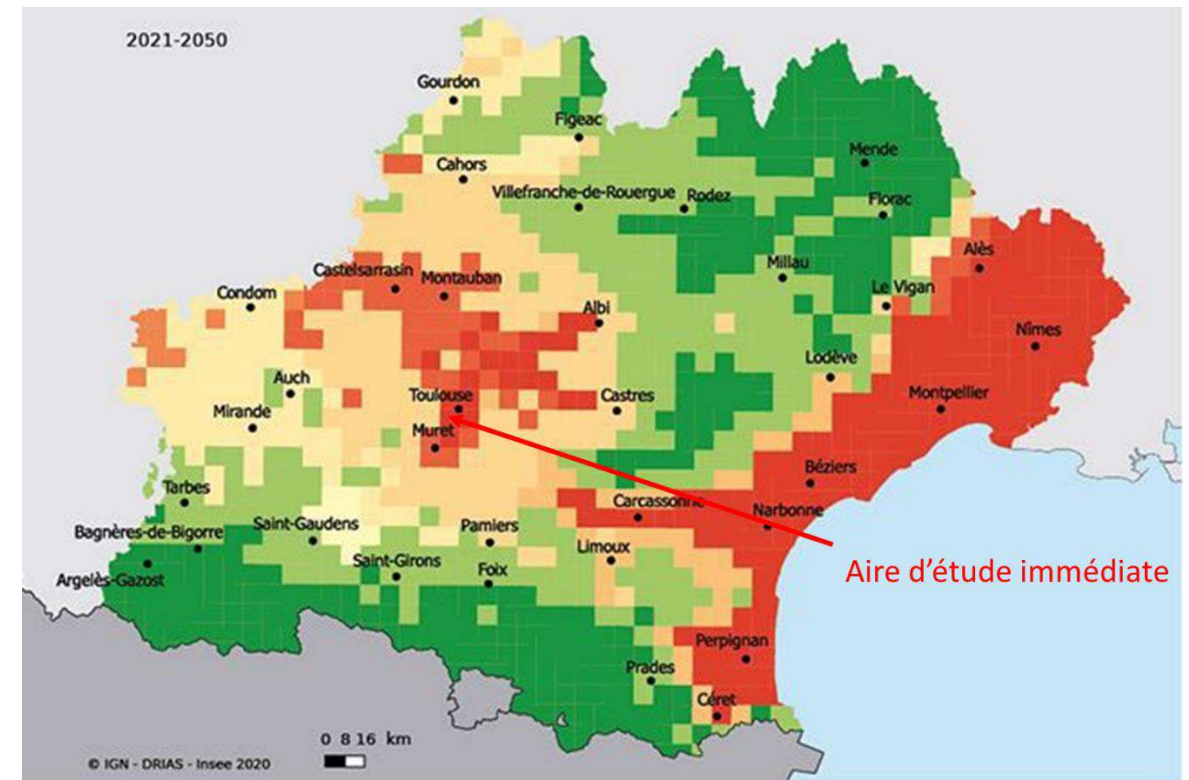 2021-2050
Gourdon
Figeac
Mende
Cahors
Villefranche-de-Rouergue
Rodez
Florac
Alès
Castelsarrasin
Montauban
Millau
Condom
Le Vigan
Albi
Nîmes
Lodève
Auch
Toulouse
Castres
Montpellier
Mirande
Muret
Béziers
Tarbes
Carcassonne
Narbonne
Bagnères-de-Bigorre
Saint-Gaudens
Pamiers
Limoux
Saint-Girons
Foix
Argelès-Gazost
Aire d’étude immédiate
Perpignan
Prades
Céret
0 8 16 km
© IGN - DRIAS - Insee 2020